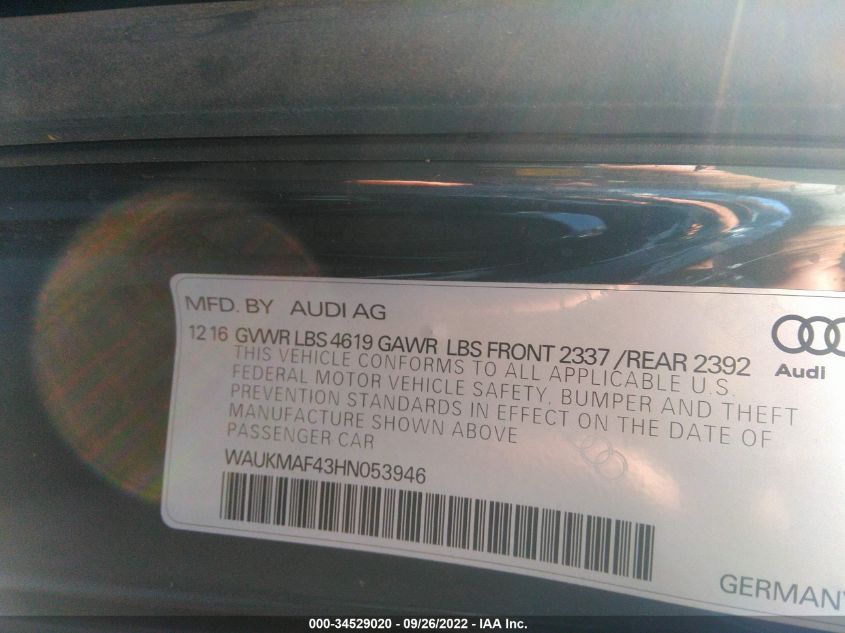 MFD. BY AUDI AG
12 16 GVWR LBS 4619 GAWR LBS FRONT 2337 /REAR 2392
THIS VEHICLE CONFORMS TO ALL APPLICABLE U.S.
FEDERAL MOTOR VEHICLE SAFETY, BUMPER AND THEFT
PREVENTION STANDARDS IN EFFECT ON THE DATE OF
MANUFACTURE SHOWN ABOVE
PASSENGER CAR
Audi
WAUKMAF43HN053946
GERMANY
000-34529020 - 09/26/2022 - IAA Inc.